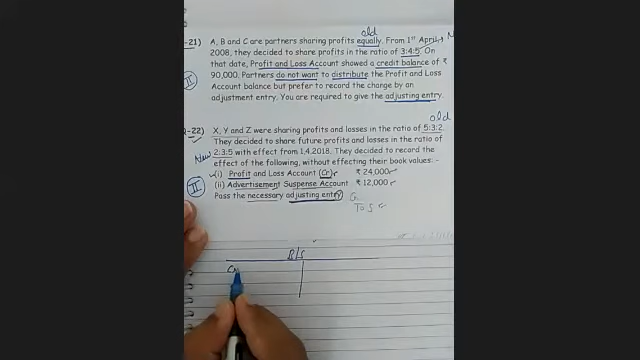 old
-21) A, B and C are partners sharing profits equally. From 1st April,
2008, they decided to share profits in the ratio of 3:4:5. On
that date, Profit and Loss Account showed a credit balance of ₹
90,000. Partners do not want to distribute the Profit and Loss
II
Account balance but prefer to record the change by an
adjustment entry. You are required to give the adjusting entry.
old
-22) X, Y and Z were sharing profits and losses in the ratio of 5:3:2.
They decided to share future profits and losses in the ratio of
New 2:3:5 with effect from 1.4.2018. They decided to record the
effect of the following, without effecting their book values:-
(i) Profit and Loss Account (Cr) ₹ 24,000
II
(ii) Advertisement Suspense Account ₹ 12,000
Pass the necessary adjusting entry G
To S
B/S